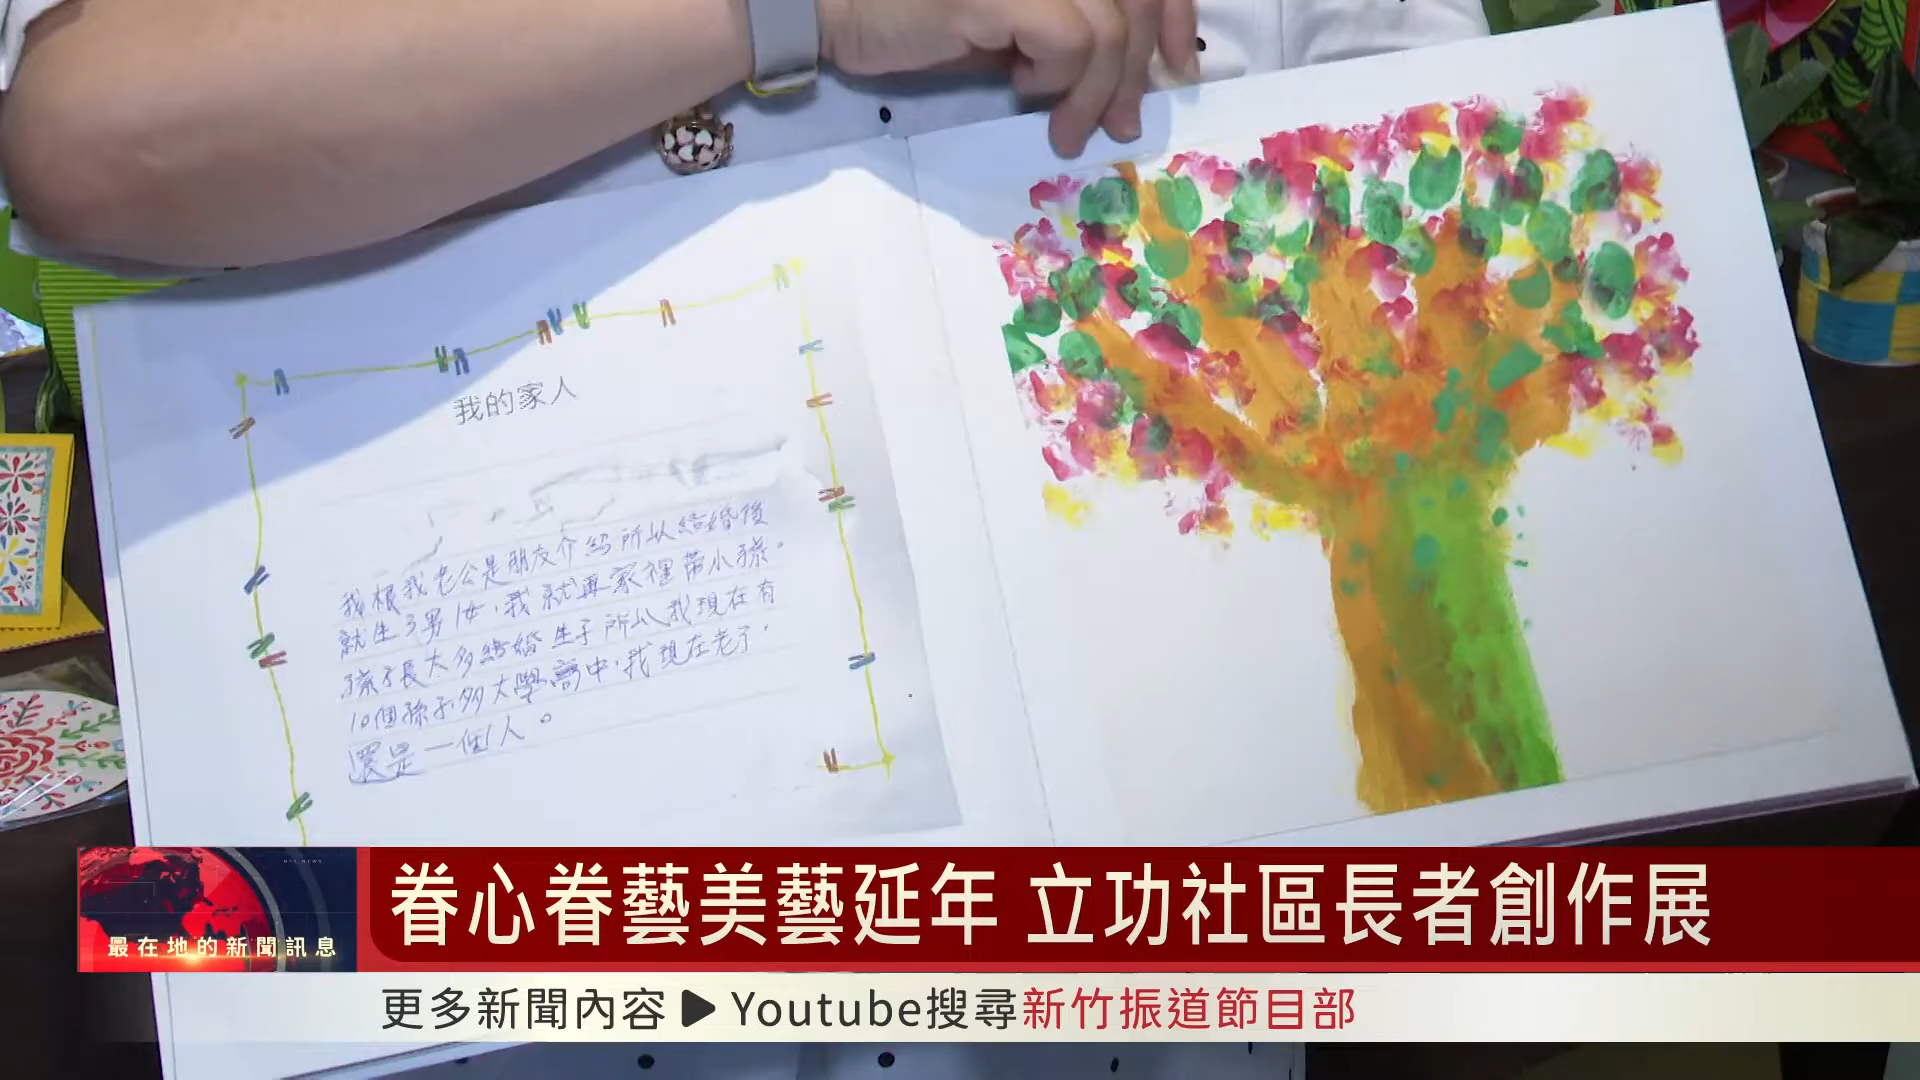 我的家人
我根我老公是朋友介紹所以結婚後
就生3男1女,我就再家裡帶小孩。
孩子長大多結婚生子所以我現在有
10個孫子多大學高中,我現在老了,
還是一個人。
最在地的新聞訊息
眷心眷藝美藝延年 立功社區長者創作展
更多新聞內容▶Youtube搜尋新竹振道節目部